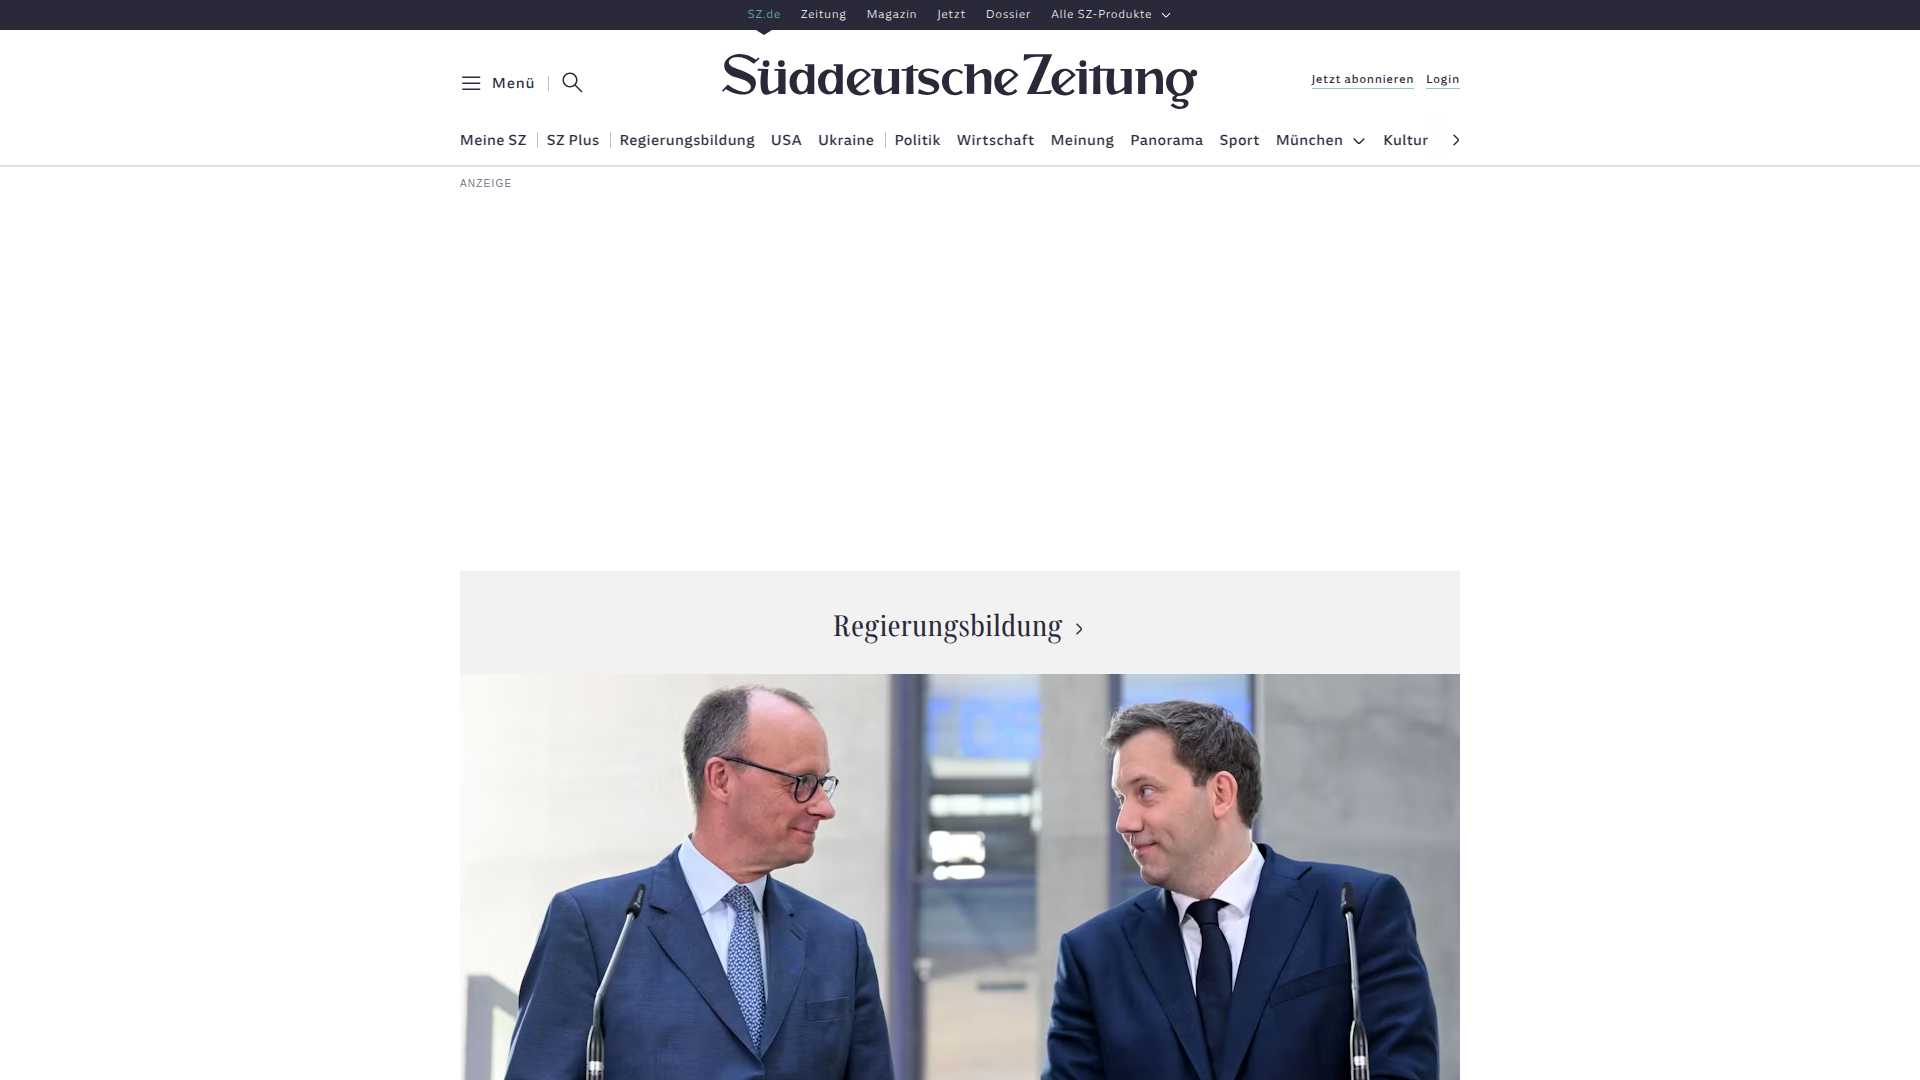 SZ.de Zeitung Magazin Jetzt Dossier Alle SZ-Produkte
Menü
Süddeutsche Zeitung
Jetzt abonnieren Login
Meine SZ SZ Plus Regierungsbildung USA Ukraine Politik Wirtschaft Meinung Panorama Sport München Kultur
ANZEIGE
Regierungsbildung